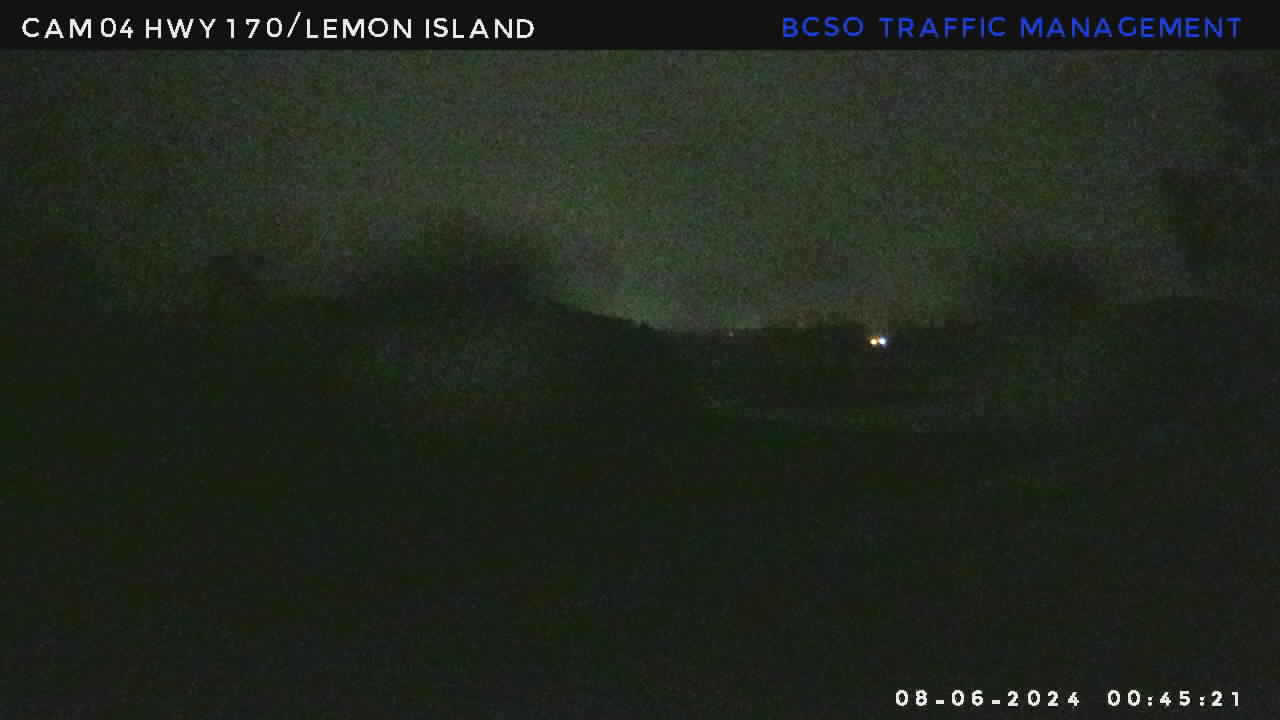 CAM 04 HWY 170/LEMON ISLAND
BCSO TRAFFIC MANAGEMENT
08-06-2024 00:45:21